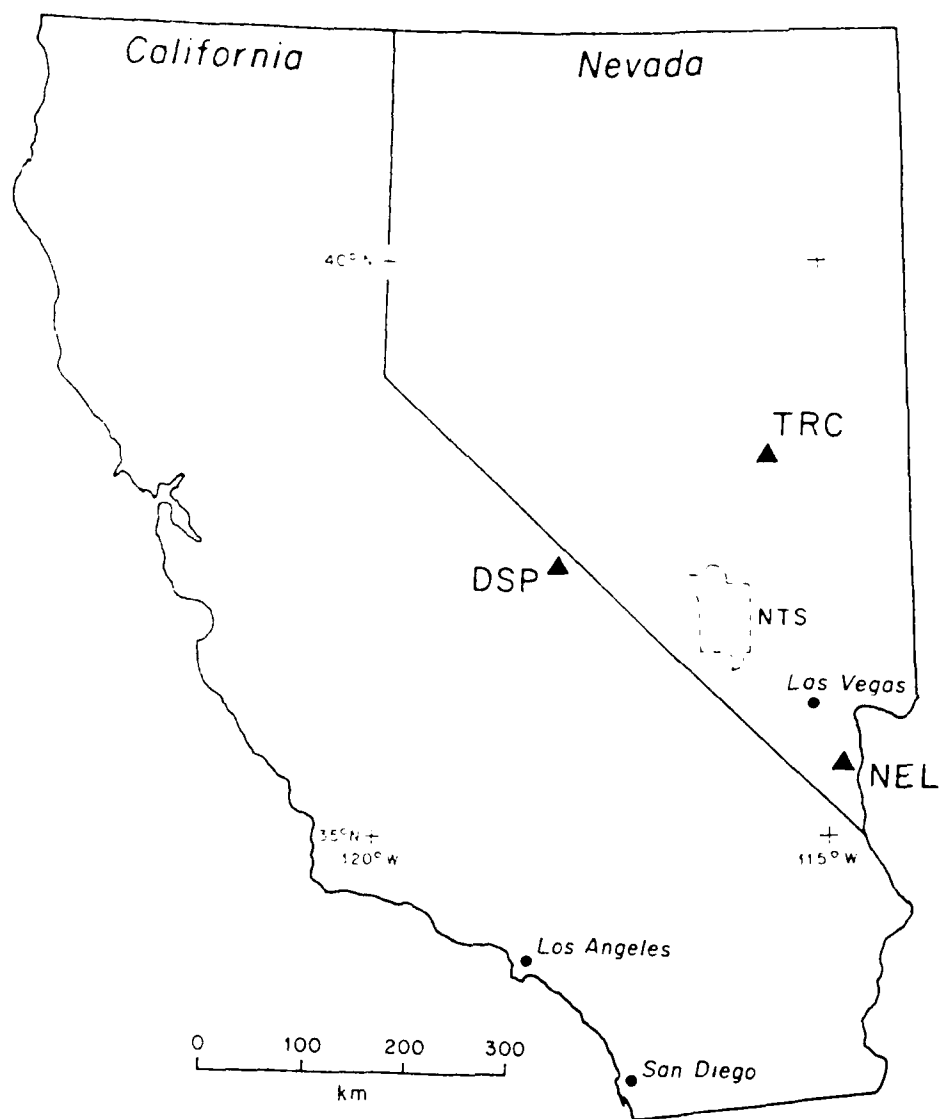 California
Nevada
40°N
TRC
DSP
NTS
Las Vegas
NEL
35°N
120°W
115°W
Los Angeles
0 100 200 300
km
San Diego